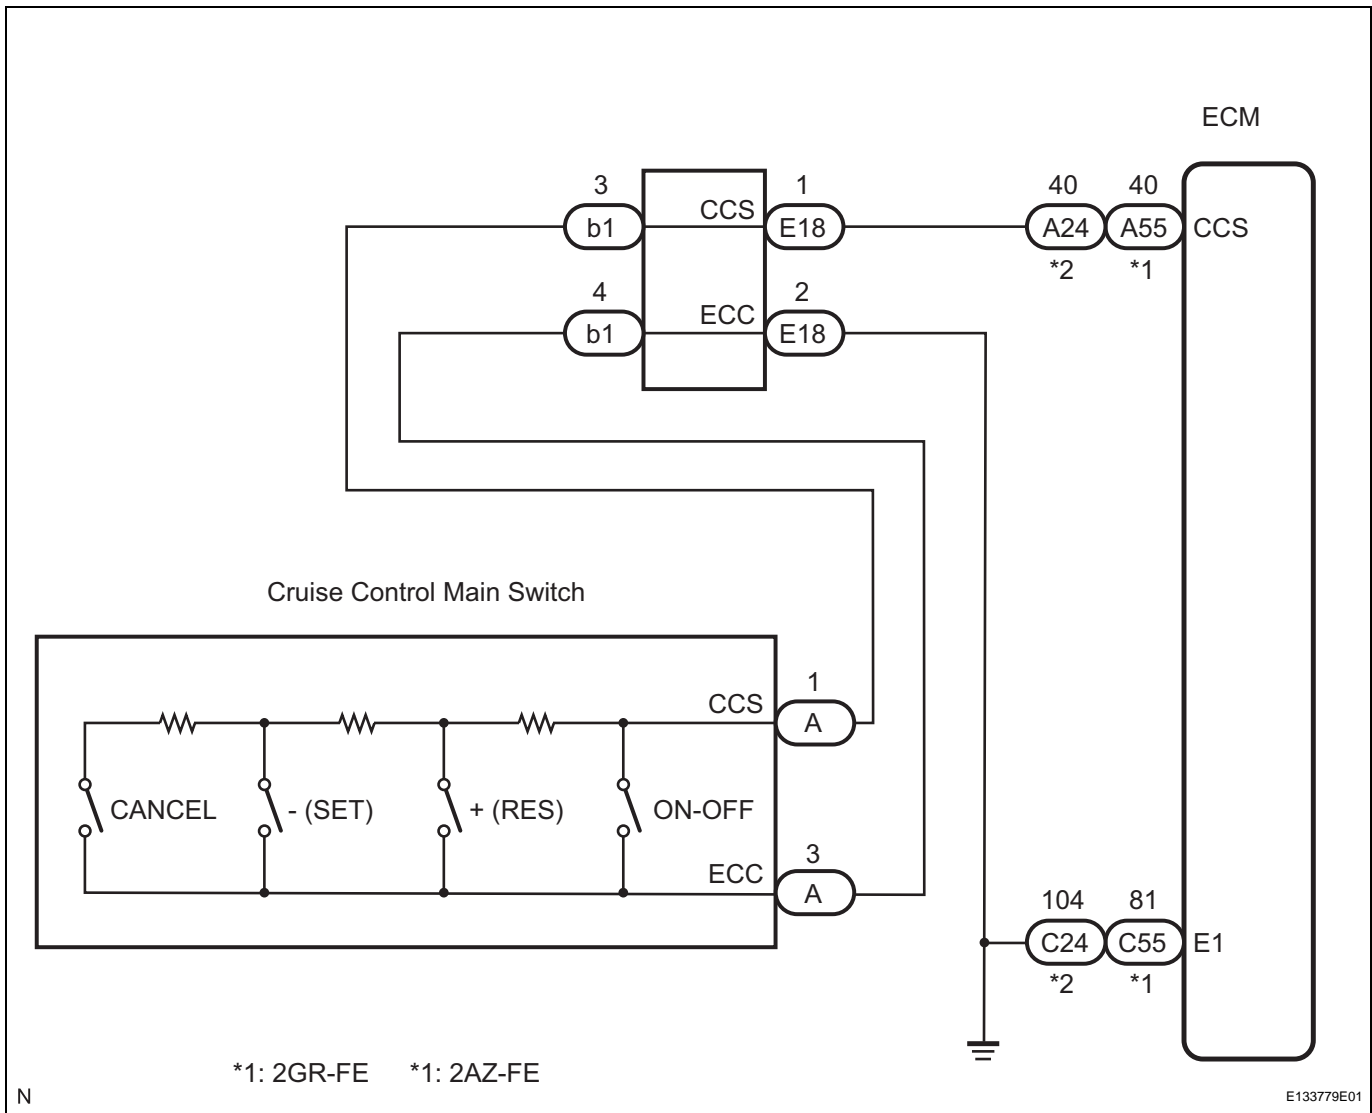 ECM
3 1 40 40
b1 CCS E18 A24 A55 CCS
*2 *1
4 2
b1 ECC E18
Cruise Control Main Switch
1
CCS A
CANCEL - (SET) + (RES) ON-OFF
3
ECC A
104 81
C24 C55 E1
*2 *1
*1: 2GR-FE *1: 2AZ-FE
N E133779E01